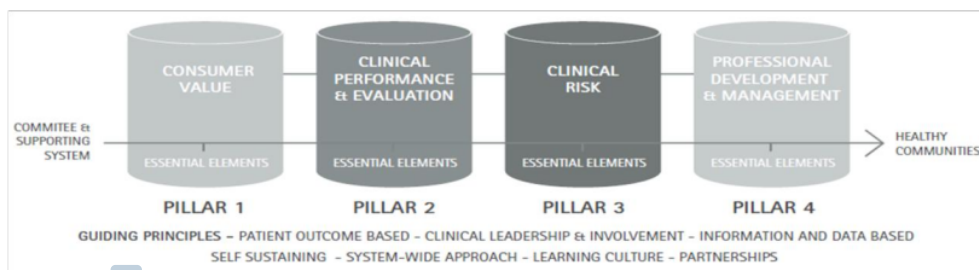 CONSUMER
VALUE
CLINICAL
PERFORMANCE
& EVALUATION
CLINICAL
RISK
PROFESSIONAL
DEVELOPMENT
& MANAGEMENT
COMMITEE &
SUPPORTING
SYSTEM
HEALTHY
COMMUNITIES
ESSENTIAL ELEMENTS
ESSENTIAL ELEMENTS
ESSENTIAL ELEMENTS
ESSENTIAL ELEMENTS
PILLAR 1
PILLAR 2
PILLAR 3
PILLAR 4
GUIDING PRINCIPLES – PATIENT OUTCOME BASED - CLINICAL LEADERSHIP & INVOLVEMENT - INFORMATION AND DATA BASED
SELF SUSTAINING - SYSTEM-WIDE APPROACH - LEARNING CULTURE - PARTNERSHIPS